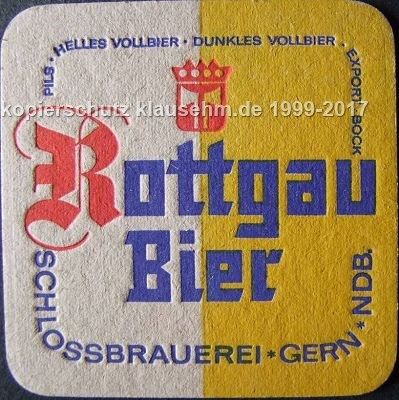 PILS · HELLES VOLLBIER · DUNKLES VOLLBIER · EXPORT-BOCK
kopierschutz klausehm.de 1999-2017
Rottgau
Bier
SCHLOSSBRAUEREI * GERN * NDB.